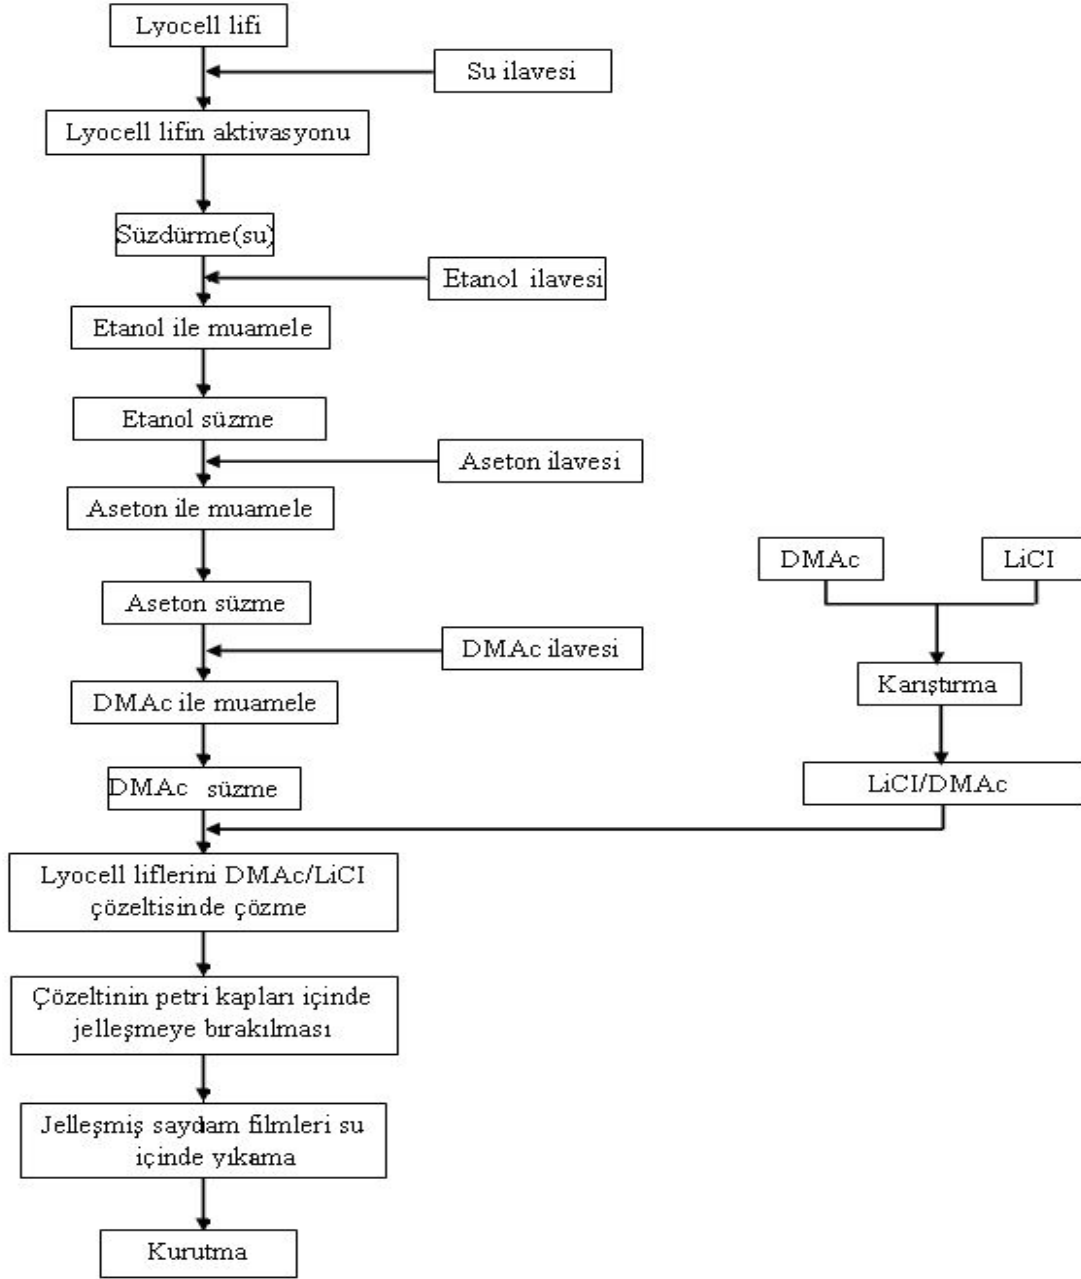 Lyocell lifi
Su ilavesi
Lyocell lifin aktivasyonu
Süzdürme(su)
Etanol ilavesi
Etanol ile muamele
Etanol süzme
Aseton ilavesi
Aseton ile muamele
DMAc
LiCI
Aseton süzme
DMAc ilavesi
Karıştırma
DMAc ile muamele
DMAc süzme
LiCI/DMAc
Lyocell liflerini DMAc/LiCI
çözeltisinde çözme
Çözeltinin petri kapları içinde
jelleşmeye bırakılması
Jelleşmiş saydam filmleri su
içinde yıkama
Kurutma